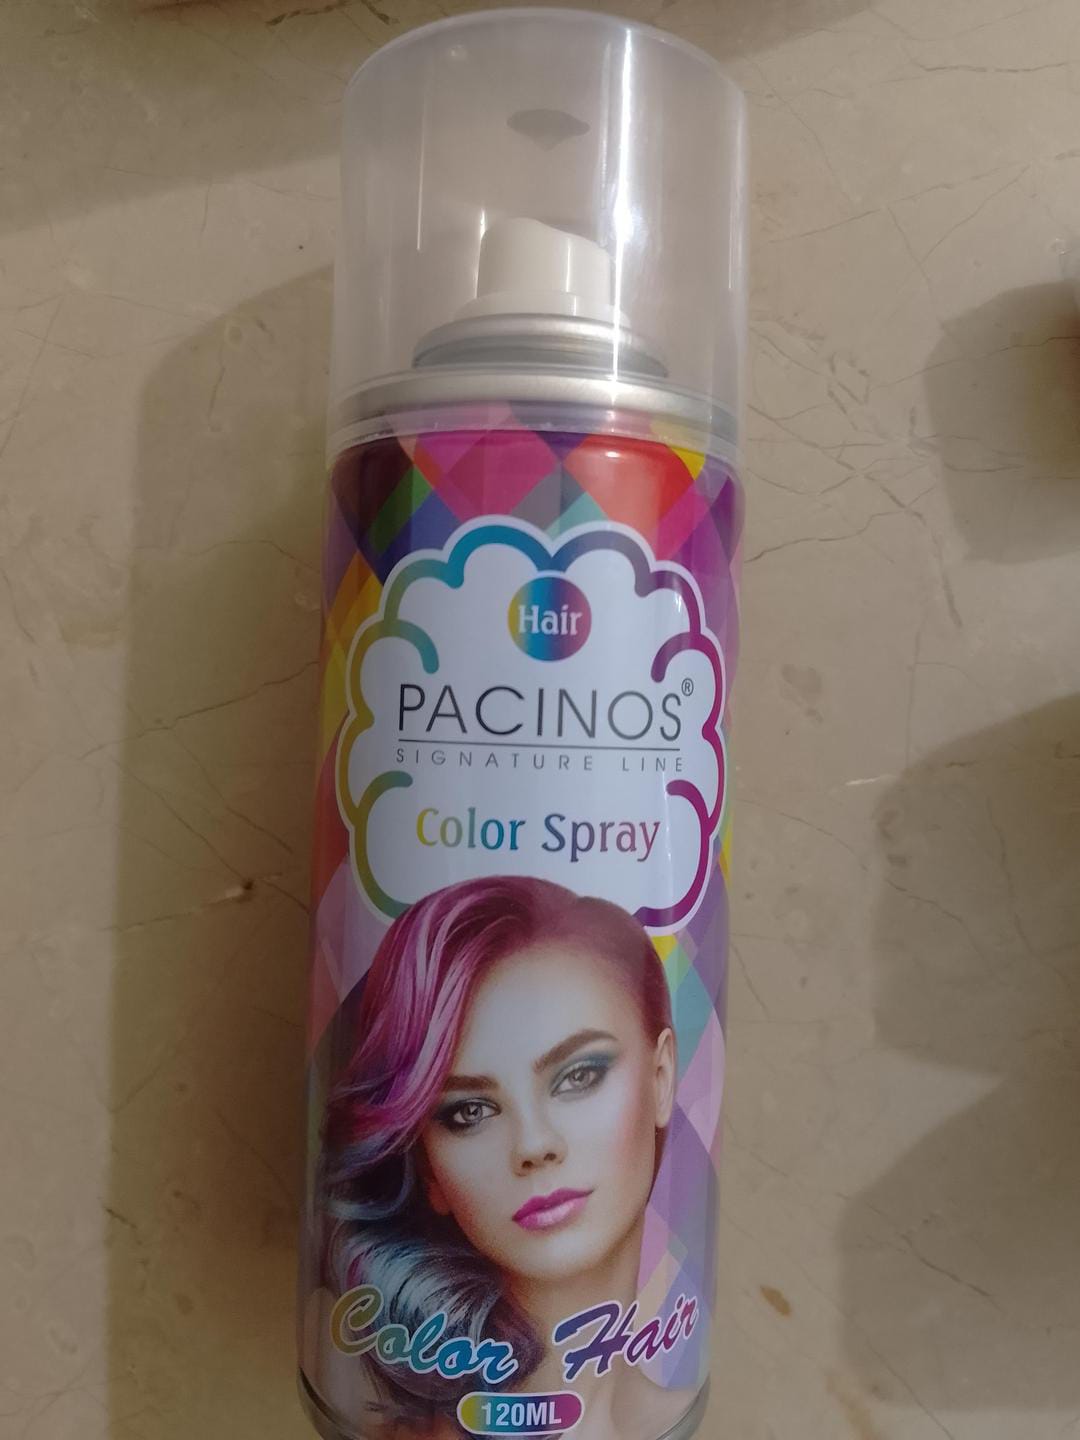 Hair
PACINOS®
SIGNATURE LINE
Color Spray
Color Hair
120ML